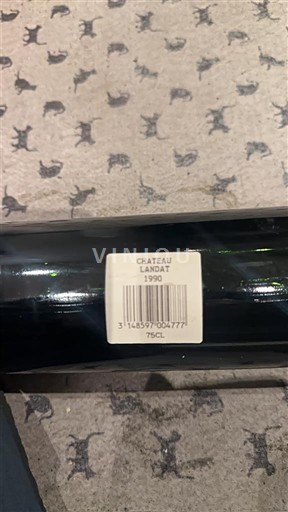 VINIOU
CHATEAU
LANDAT
1990
3 148597 004777
75CL